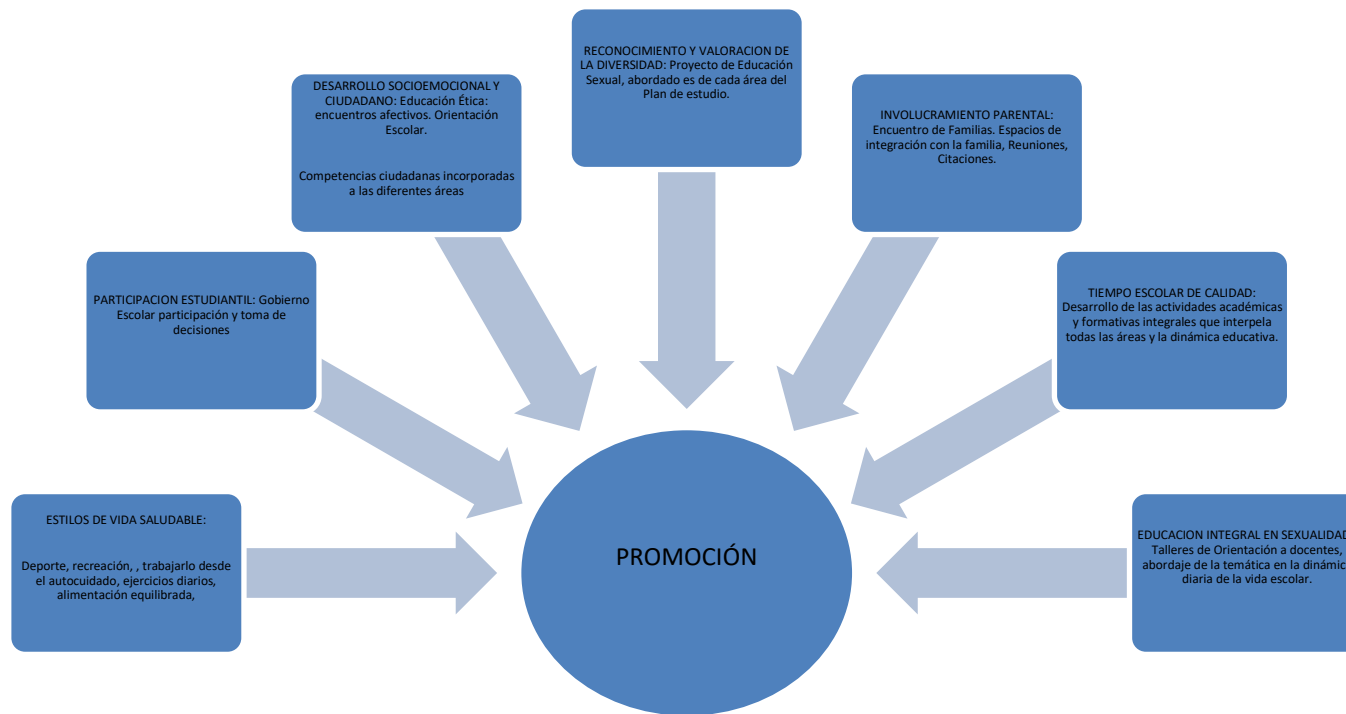 RECONOCIMIENTO Y VALORACION DE
LA DIVERSIDAD: Proyecto de Educación
Sexual, abordado es de cada área del
Plan de estudio.
DESARROLLO SOCIOEMOCIONAL Y
CIUDADANO: Educación Ética:
encuentros afectivos. Orientación
Escolar.
Competencias ciudadanas incorporadas
a las diferentes áreas
INVOLUCRAMIENTO PARENTAL:
Encuentro de Familias. Espacios de
integración con la familia, Reuniones,
Citaciones.
PARTICIPACION ESTUDIANTIL: Gobierno
Escolar participación y toma de
decisiones
TIEMPO ESCOLAR DE CALIDAD:
Desarrollo de las actividades académicas
y formativas integrales que interpela
todas las áreas y la dinámica educativa.
ESTILOS DE VIDA SALUDABLE:
Deporte, recreación, , trabajarlo desde
el autocuidado, ejercicios diarios,
alimentación equilibrada,
PROMOCIÓN
EDUCACION INTEGRAL EN SEXUALIDAD
Talleres de Orientación a docentes,
abordaje de la temática en la dinámic
diaria de la vida escolar.